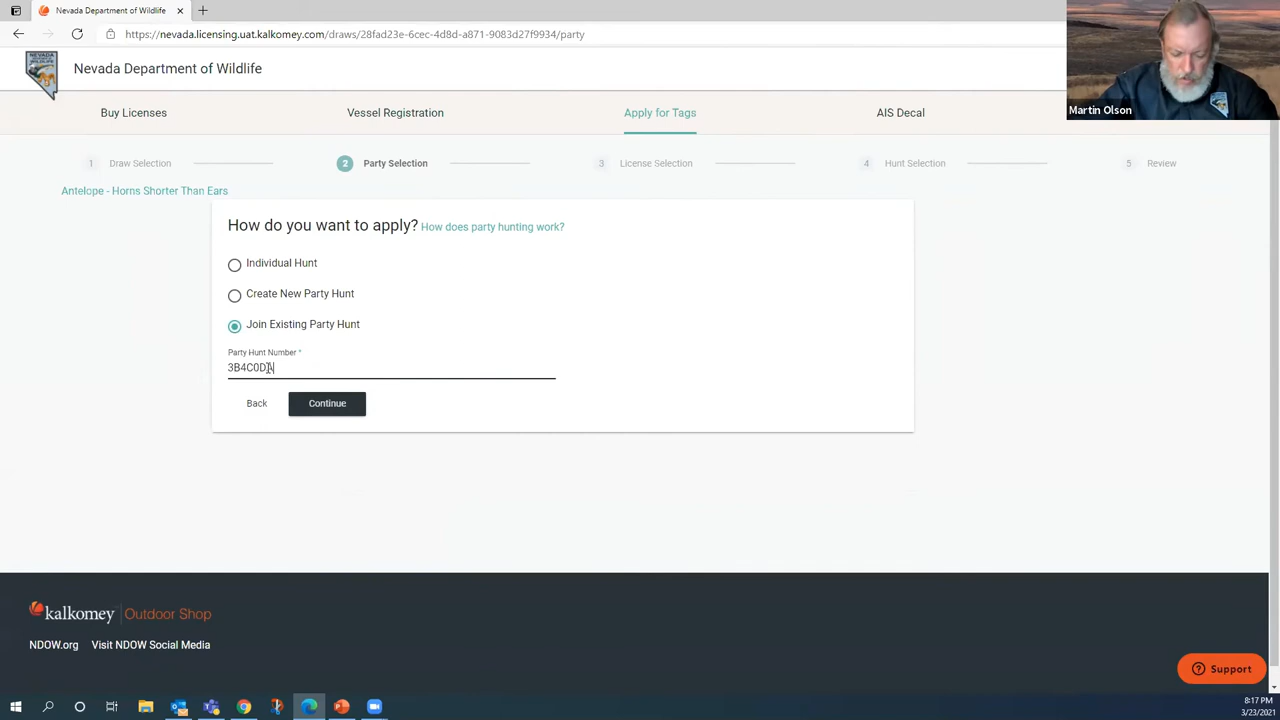 Nevada Department of Wildlife
https://nevada.licensing.uat.kalkomey.com/draws/28fad23e-6cec-4d8d-a871-9083d27f9934/party
Nevada Department of Wildlife
Martin Olson
Buy Licenses
Vessel Registration
Apply for Tags
AIS Decal
1 Draw Selection
2 Party Selection
3 License Selection
4 Hunt Selection
5 Review
Antelope - Horns Shorter Than Ears
How do you want to apply? How does party hunting work?
Individual Hunt
Create New Party Hunt
Join Existing Party Hunt
Party Hunt Number *
Back
Continue
kalkomey Outdoor Shop
NDOW.org Visit NDOW Social Media
Support
8:17 PM
3/23/2021